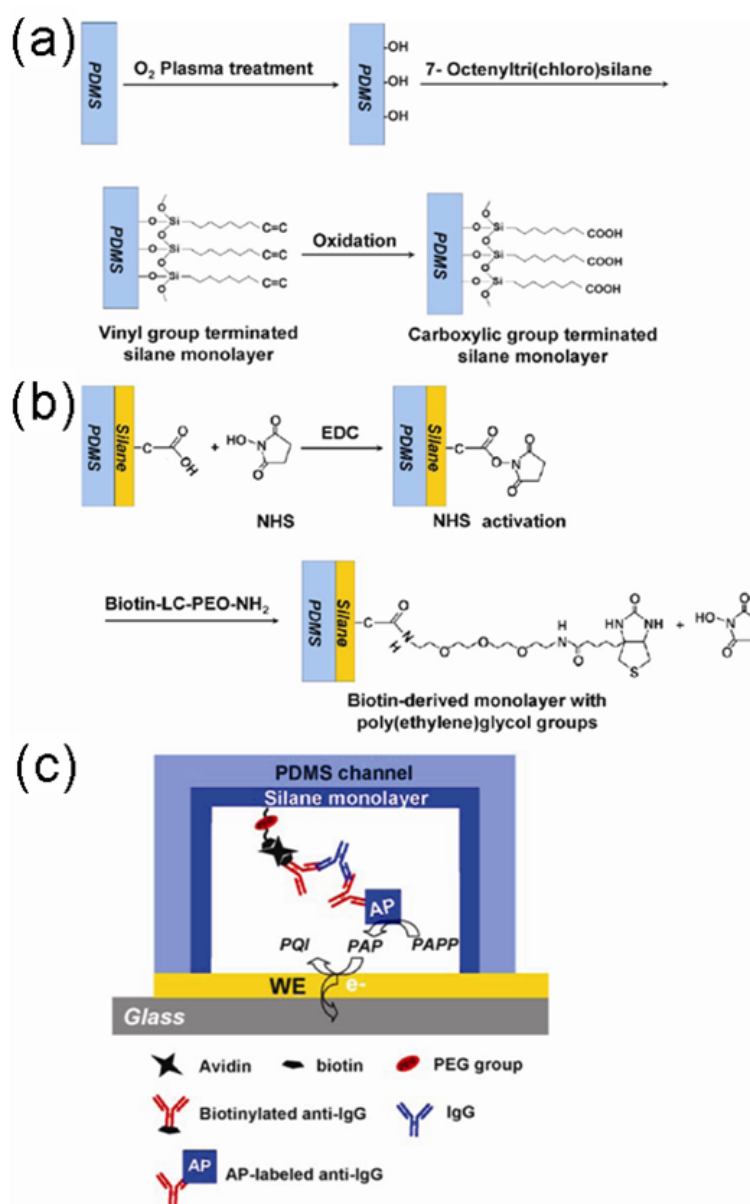 (a)
PDMS
O2 Plasma treatment
PDMS
-OH
-OH
-OH
7- Octenyltri(chloro)silane
PDMS
O
O Si C=C
O
O Si C=C
O
O Si C=C
O
Vinyl group terminated
silane monolayer
Oxidation
PDMS
O
O Si COOH
O
O Si COOH
O
O Si COOH
O
Carboxylic group terminated
silane monolayer
(b)
PDMS
Silane
C
O
OH
+
HO
N
O
O
NHS
EDC
PDMS
Silane
C
O
O
N
O
O
NHS activation
Biotin-LC-PEO-NH2
PDMS
Silane
C
O
N
H
O
O
O
H
N
O
O
HN
NH
S
+
HO
N
O
Biotin-derived monolayer with
poly(ethylene)glycol groups
(c)
PDMS channel
Silane monolayer
AP
PQI PAP PAPP
WE e-
Glass
Avidin biotin PEG group
Biotinylated anti-IgG IgG
AP
AP-labeled anti-IgG